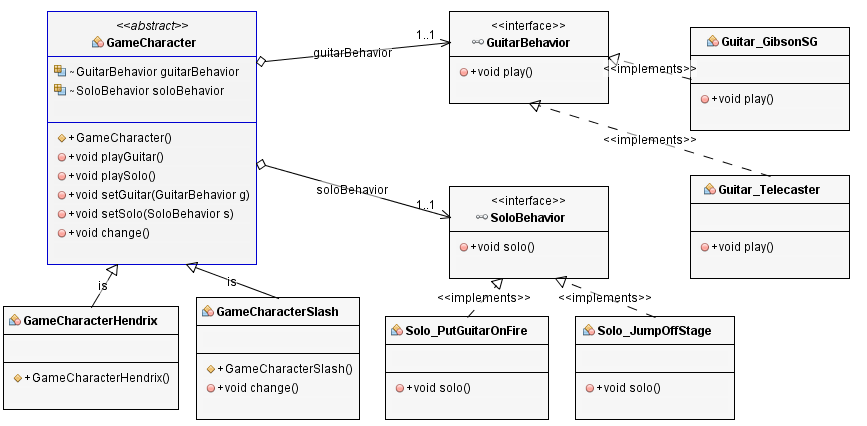 <<abstract>>
GameCharacter
~GuitarBehavior guitarBehavior
~SoloBehavior soloBehavior
+GameCharacter()
+void playGuitar()
+void playSolo()
+void setGuitar(GuitarBehavior g)
+void setSolo(SoloBehavior s)
+void change()
guitarBehavior
1..1
<<interface>>
GuitarBehavior
+void play()
<<implements>>
Guitar_GibsonSG
+void play()
<<implements>>
Guitar_Telecaster
+void play()
soloBehavior
1..1
<<interface>>
SoloBehavior
+void solo()
is
is
GameCharacterHendrix
+GameCharacterHendrix()
GameCharacterSlash
+GameCharacterSlash()
+void change()
<<implements>>
<<implements>>
Solo_PutGuitarOnFire
+void solo()
Solo_JumpOffStage
+void solo()